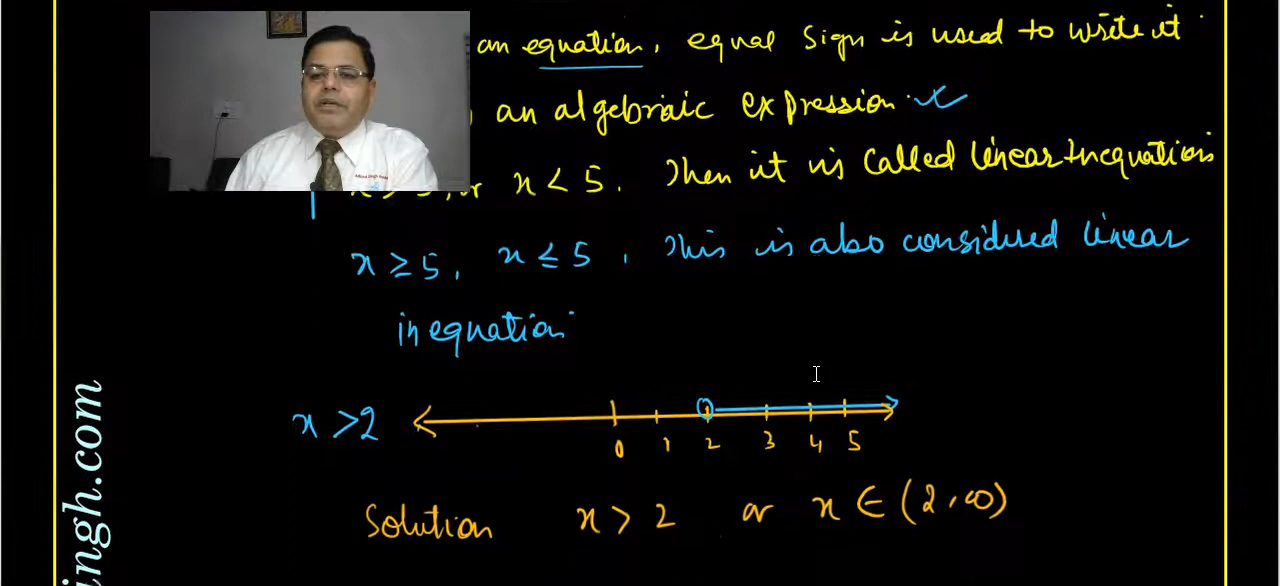 an equation, equal sign is used to write it
an algebraic expression.
x < 5. Then it is called linear Inequations
x ≥ 5, x ≤ 5, This is also considered linear
inequation
x > 2
0 1 2 3 4 5
Solution x > 2 or x ∈ (2, ∞)
ingh.com